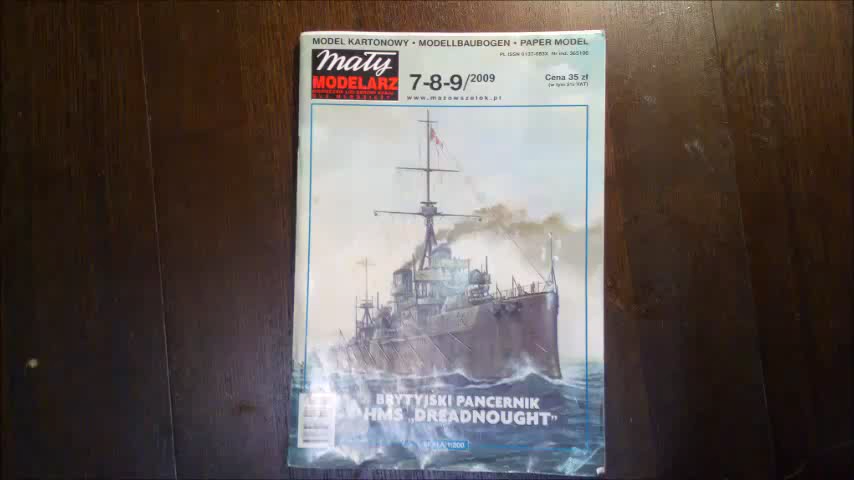 MODEL KARTONOWY • MODELLBAUBOGEN • PAPER MODEL
Mały
MODELARZ
7-8-9/2009
www.mazowszelok.pl
Cena 35 zł
BRYTYJSKI PANCERNIK
HMS „DREADNOUGHT"